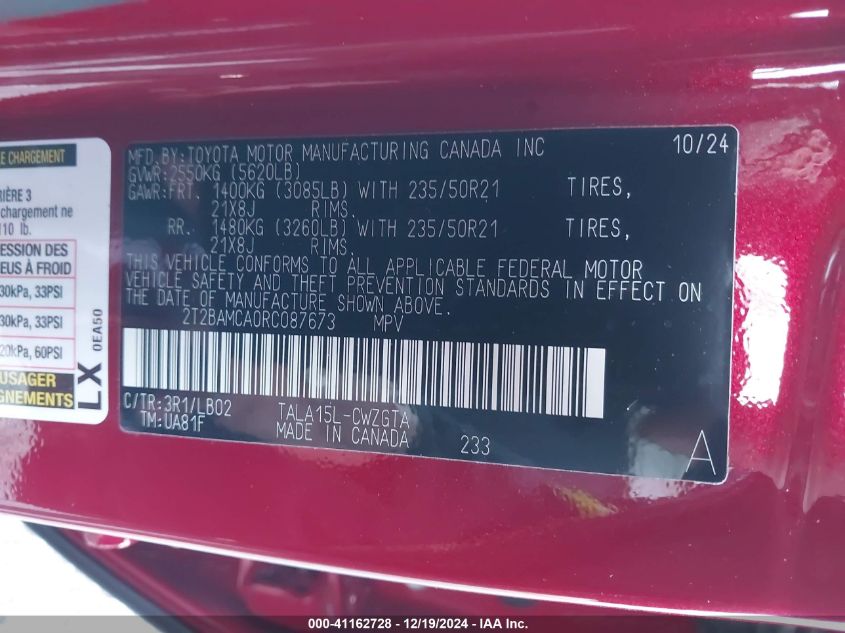 E CHARGEMENT
IÈRE 3
chargement ne
110 lb.
ESSION DES
EUS À FROID
30kPa, 33PSI
30kPa, 33PSI
20kPa, 60PSI
USAGER
IGNEMENTS
LX
0EA50
MFD.BY:TOYOTA MOTOR MANUFACTURING CANADA INC 10/24
GVWR:2550KG (5620LB)
GAWR:FRT. 1400KG (3085LB) WITH 235/50R21 TIRES,
21X8J RIMS.
RR. 1480KG (3260LB) WITH 235/50R21 TIRES,
21X8J RIMS.
THIS VEHICLE CONFORMS TO ALL APPLICABLE FEDERAL MOTOR
VEHICLE SAFETY AND THEFT PREVENTION STANDARDS IN EFFECT ON
THE DATE OF MANUFACTURE SHOWN ABOVE.
2T2BAMCA0RC087673 MPV
C/TR:3R1/LB02 TALA15L-CWZGTA
TM:UA81F MADE IN CANADA 233
A
000-41162728 - 12/19/2024 - IAA Inc.